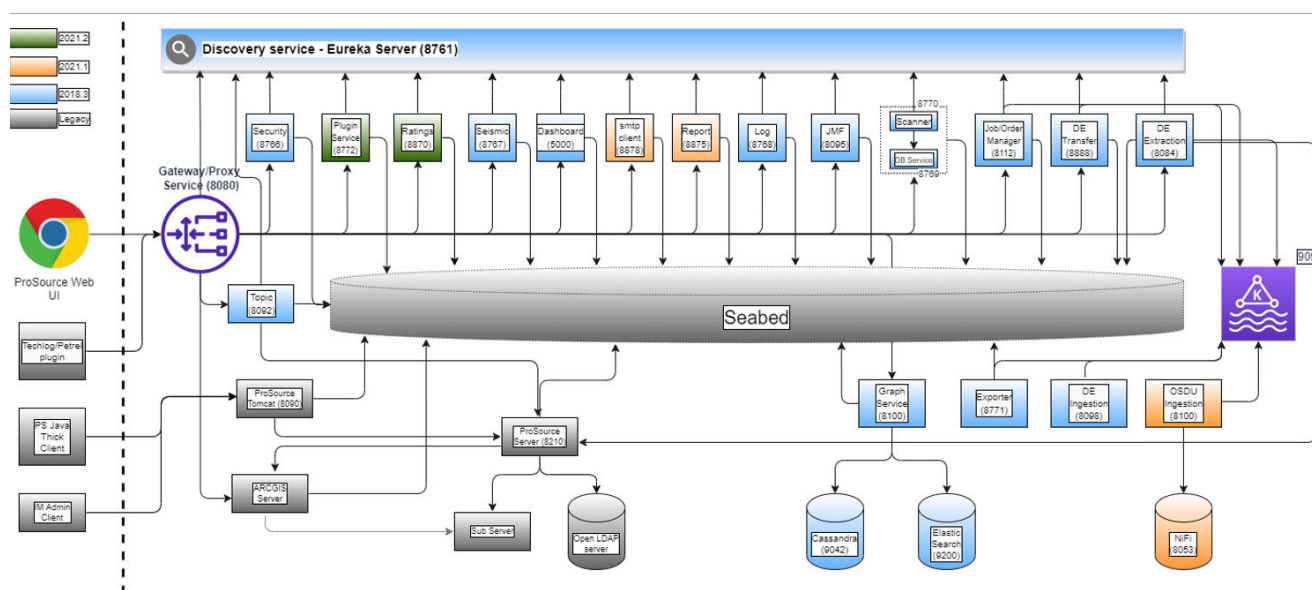 2021.2
2021.1
2018.3
Legacy
Discovery service - Eureka Server (8761)
Security
(8766)
Plugin
Service
(8772)
Ratings
(8870)
Seismic
(8767)
Dashboard
(5000)
smtp
client
(8878)
Report
(8875)
Log
(8768)
JMF
(8095)
8770
Scanner
DB Service
8769
Job/Order
Manager
(8112)
DE
Transfer
(8888)
DE
Extraction
(8084)
Gateway/Proxy
Service (8080)
ProSource Web
UI
Topic
(8092)
Seabed
K
909
Techlog/Petrel
plugin
ProSource
Tomcat (8090)
Graph
Service
(8100)
Exporter
(8771)
DE
Ingestion
(8098)
OSDU
Ingestion
(8100)
PS Java
Thick
Client
ProSource
Server (8210)
IM Admin
Client
ARCGIS
Server
Sub Server
Open LDAP
server
Cassandra
(9042)
Elastic
Search
(9200)
NiFi
(8053)